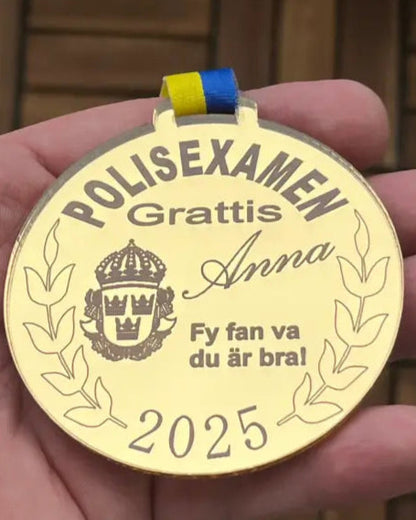 POLISEXAMEN
Grattis
Anna
Fy fan va
du är bra!
2025